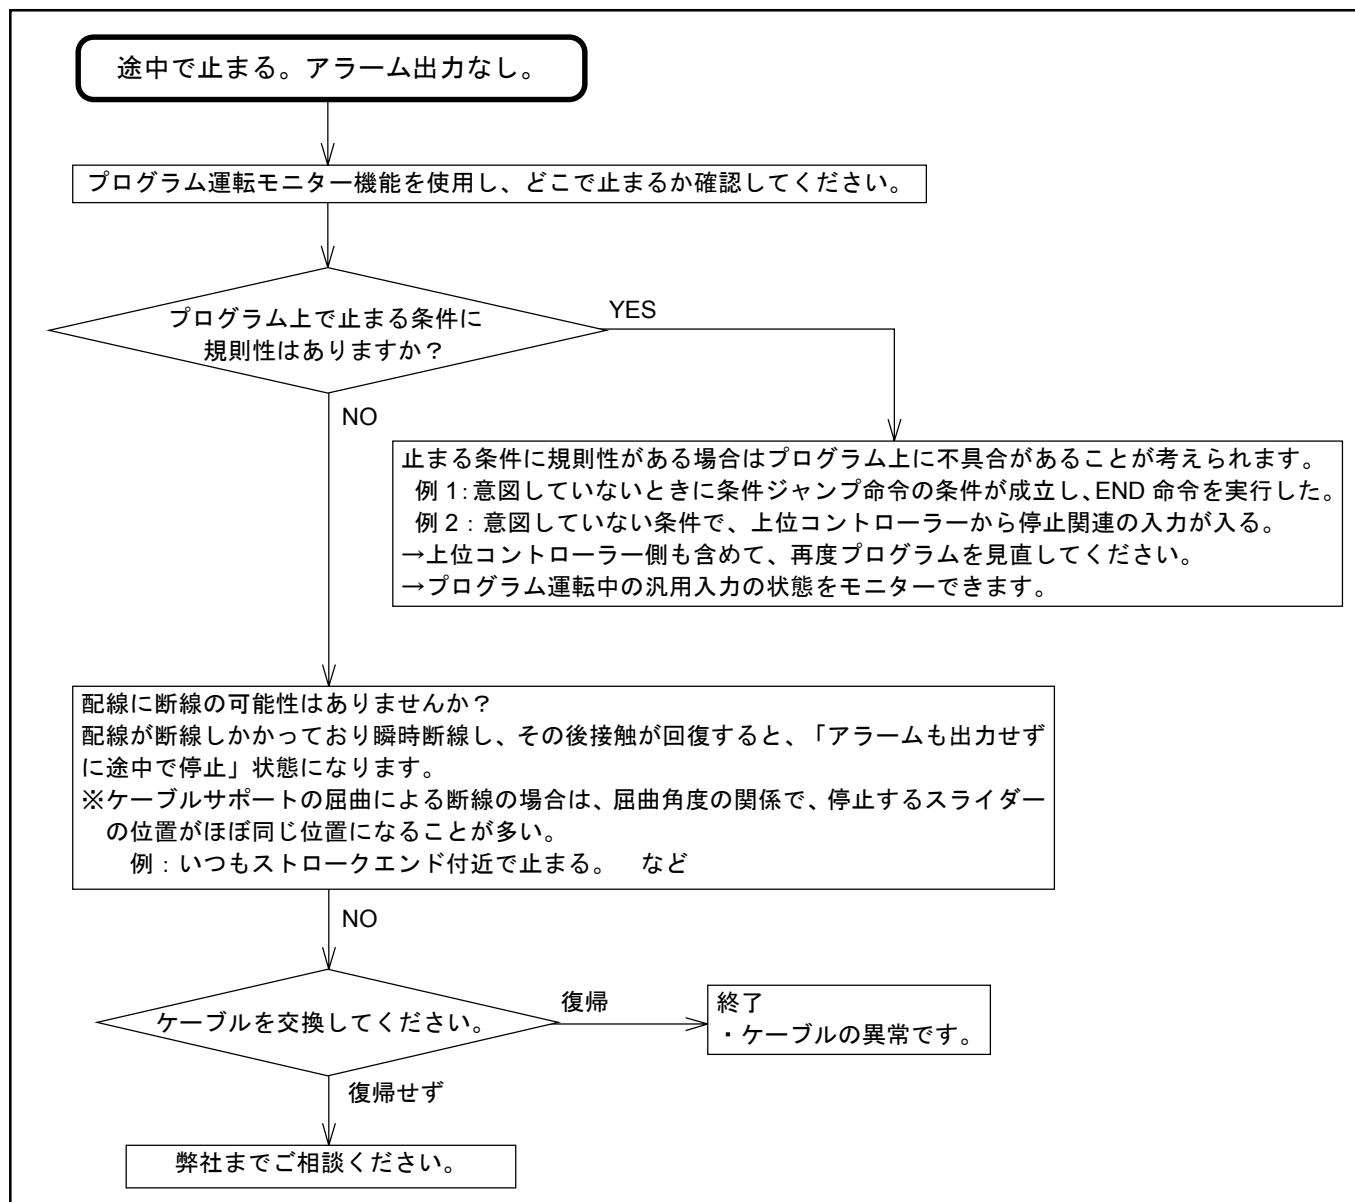 途中で止まる。アラーム出力なし。
プログラム運転モニター機能を使用し、どこで止まるか確認してください。
プログラム上で止まる条件に
規則性はありますか？
YES
NO
止まる条件に規則性がある場合はプログラム上に不具合があることが考えられます。
例 1：意図していないときに条件ジャンプ命令の条件が成立し、END 命令を実行した。
例 2：意図していない条件で、上位コントローラーから停止関連の入力が入る。
→上位コントローラー側も含めて、再度プログラムを見直してください。
→プログラム運転中の汎用入力の状態をモニターできます。
配線に断線の可能性はありませんか？
配線が断線しかかっており瞬時断線し、その後接触が回復すると、「アラームも出力せず
に途中で停止」状態になります。
※ケーブルサポートの屈曲による断線の場合は、屈曲角度の関係で、停止するスライダー
の位置がほぼ同じ位置になることが多い。
例：いつもストロークエンド付近で止まる。　など
NO
ケーブルを交換してください。
復帰
終了
・ケーブルの異常です。
復帰せず
弊社までご相談ください。